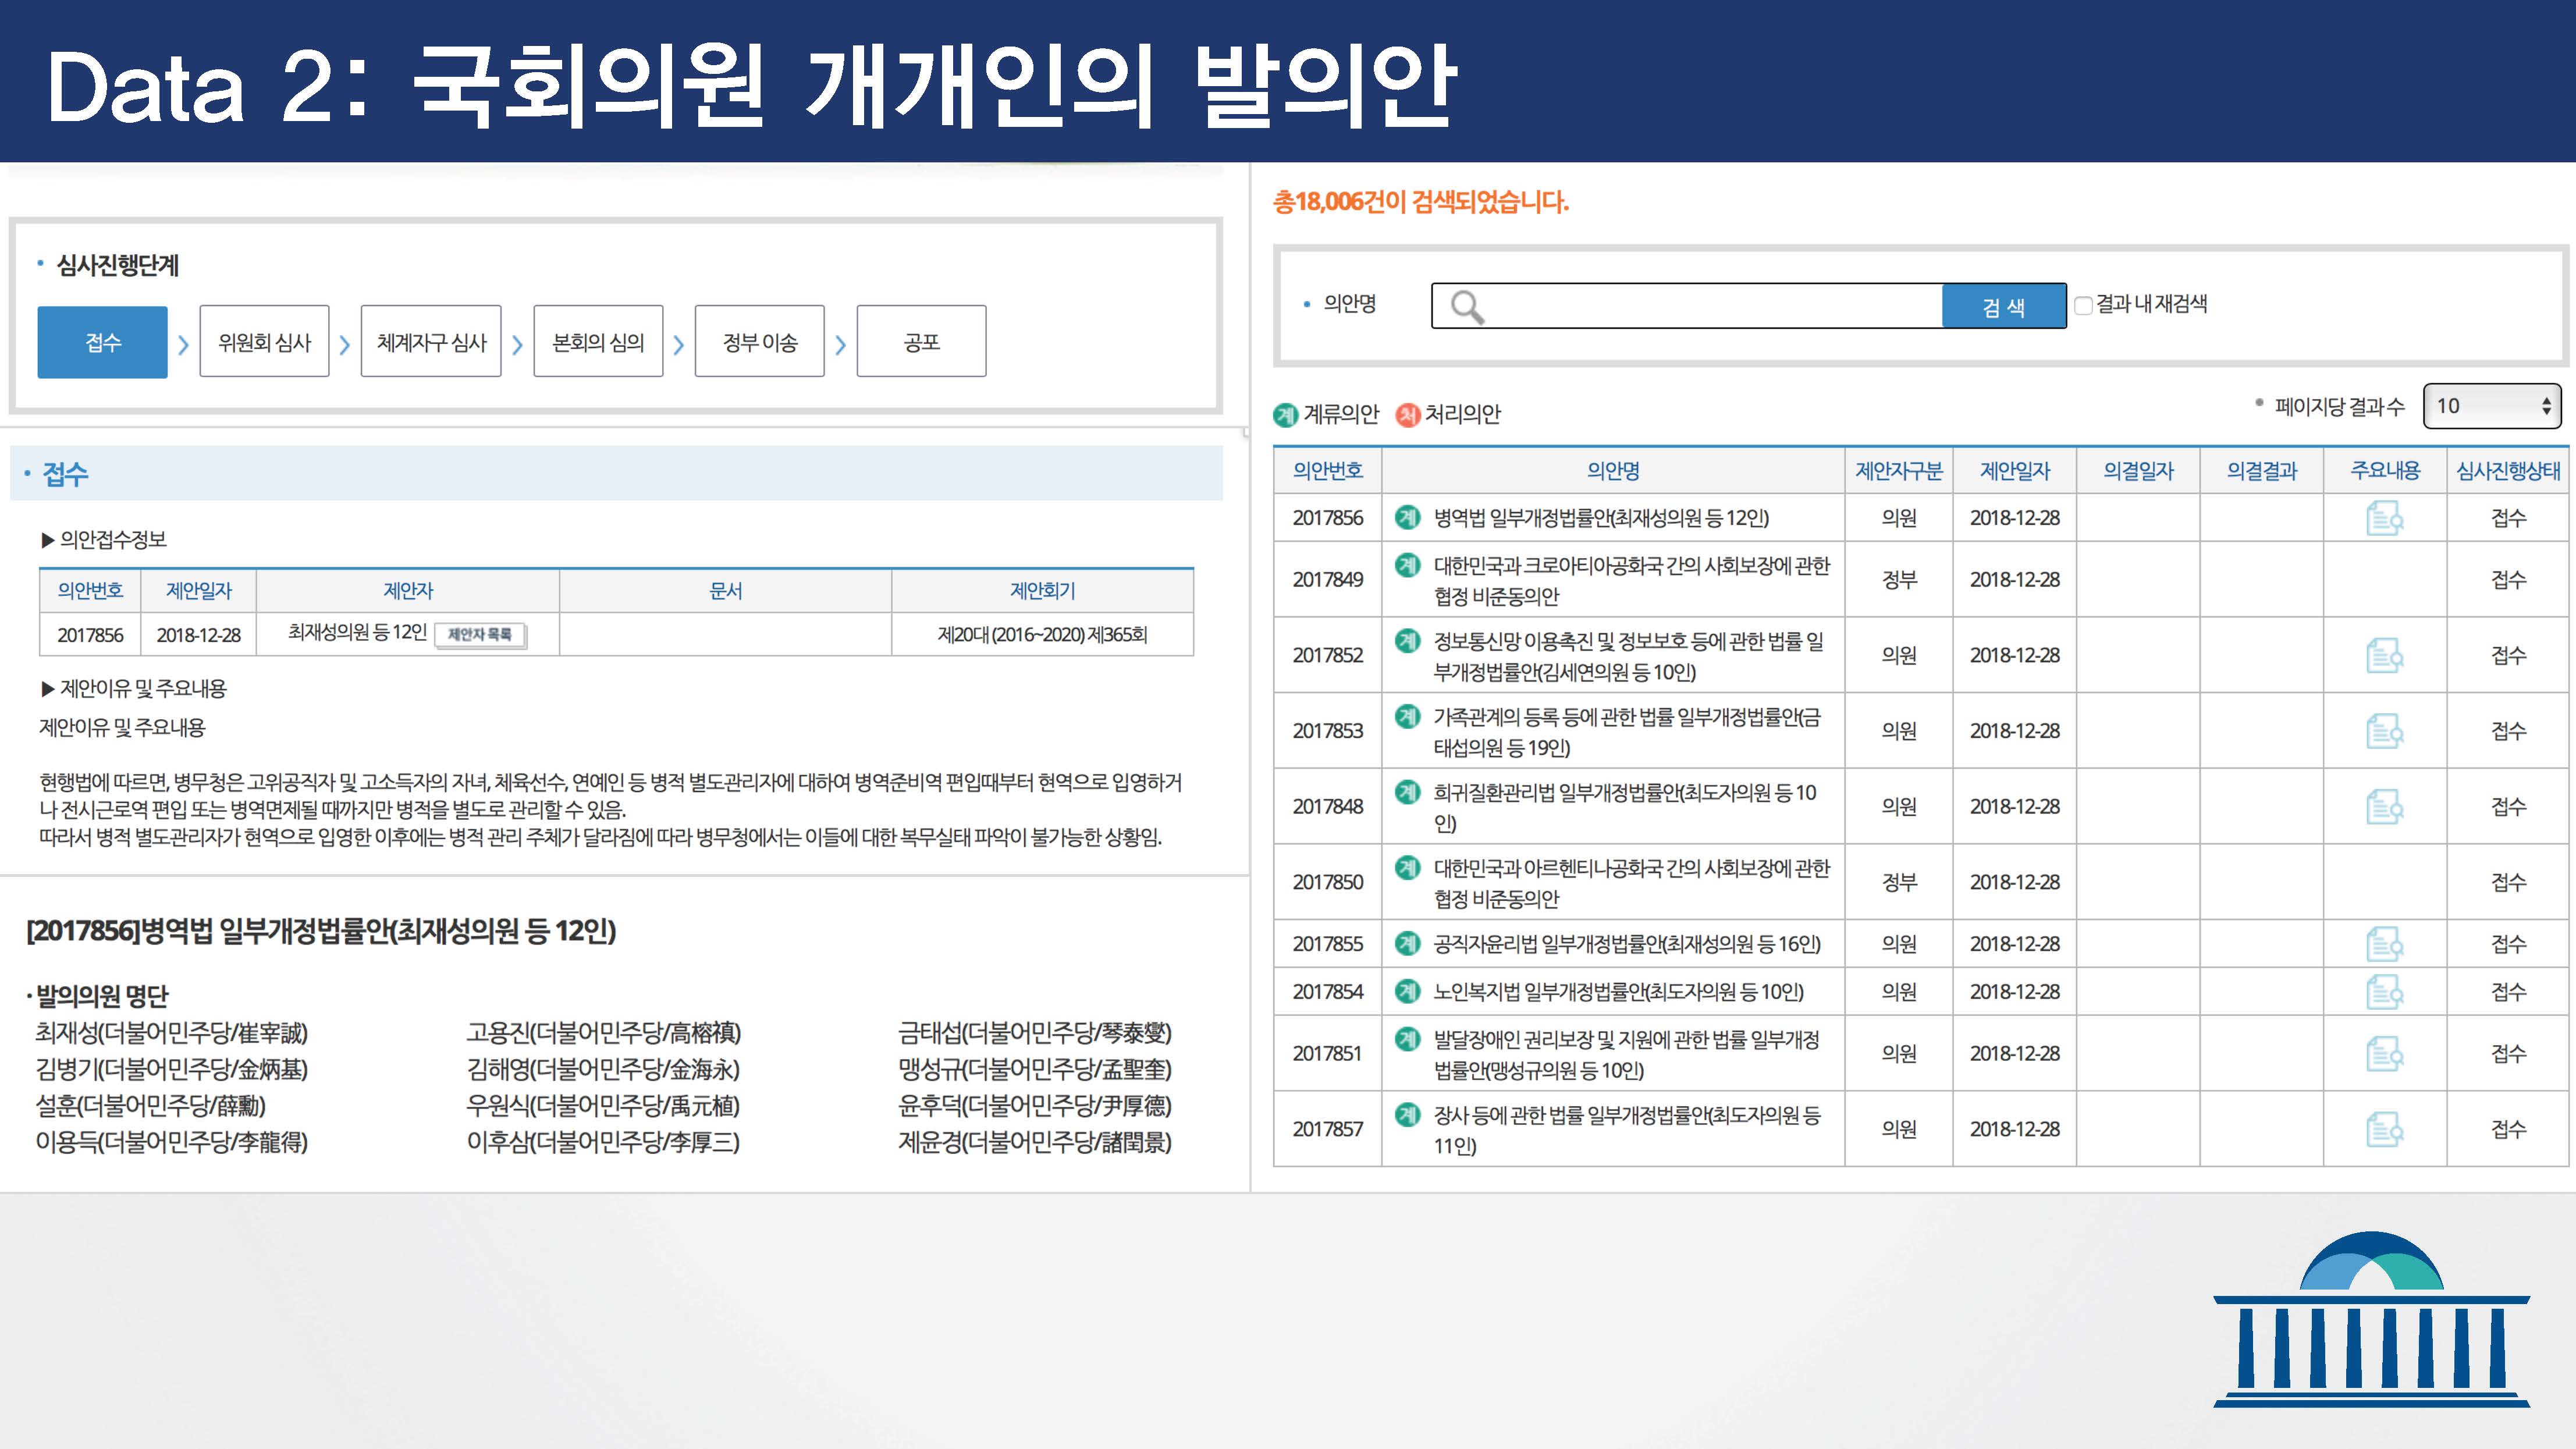 Data 2: 국회의원 개개인의 발의안
심사진행단계
접수 > 위원회 심사 > 체계자구 심사 > 본회의 심의 > 정부 이송 > 공포
접수
▶ 의안접수정보
의안번호 제안일자 제안자 문서 제안회기
2017856 2018-12-28 최재성의원 등 12인 제안자 목록 제20대 (2016~2020) 제365회
▶ 제안이유 및 주요내용
제안이유 및 주요내용
현행법에 따르면, 병무청은 고위공직자 및 고소득자의 자녀, 체육선수, 연예인 등 병적 별도관리자에 대하여 병역준비역 편입때부터 현역으로 입영하거
나 전시근로역 편입 또는 병역면제될 때까지만 병적을 별도로 관리할 수 있음.
따라서 병적 별도관리자가 현역으로 입영한 이후에는 병적 관리 주체가 달라짐에 따라 병무청에서는 이들에 대한 복무실태 파악이 불가능한 상황임.
[2017856]병역법 일부개정법률안(최재성의원 등 12인)
· 발의의원 명단
최재성(더불어민주당/崔宰誠) 고용진(더불어민주당/高榕禛) 금태섭(더불어민주당/琴泰燮)
김병기(더불어민주당/金炳基) 김해영(더불어민주당/金海永) 맹성규(더불어민주당/孟聖奎)
설훈(더불어민주당/薛勳) 우원식(더불어민주당/禹元植) 윤후덕(더불어민주당/尹厚德)
이용득(더불어민주당/李龍得) 이후삼(더불어민주당/李厚三) 제윤경(더불어민주당/諸閏景)
총18,006건이 검색되었습니다.
의안명 검색 결과 내 재검색
계 계류의안 처 처리의안
페이지당 결과수 10
의안번호 의안명 제안자구분 제안일자 의결일자 의결결과 주요내용 심사진행상태
2017856 계 병역법 일부개정법률안(최재성의원 등 12인) 의원 2018-12-28 접수
2017849 계 대한민국과 크로아티아공화국 간의 사회보장에 관한
협정 비준동의안 정부 2018-12-28 접수
2017852 계 정보통신망 이용촉진 및 정보보호 등에 관한 법률 일
부개정법률안(김세연의원 등 10인) 의원 2018-12-28 접수
2017853 계 가족관계의 등록 등에 관한 법률 일부개정법률안(금
태섭의원 등 19인) 의원 2018-12-28 접수
2017848 계 희귀질환관리법 일부개정법률안(최도자의원 등 10
인) 의원 2018-12-28 접수
2017850 계 대한민국과 아르헨티나공화국 간의 사회보장에 관한
협정 비준동의안 정부 2018-12-28 접수
2017855 계 공직자윤리법 일부개정법률안(최재성의원 등 16인) 의원 2018-12-28 접수
2017854 계 노인복지법 일부개정법률안(최도자의원 등 10인) 의원 2018-12-28 접수
2017851 계 발달장애인 권리보장 및 지원에 관한 법률 일부개정
법률안(맹성규의원 등 10인) 의원 2018-12-28 접수
2017857 계 장사 등에 관한 법률 일부개정법률안(최도자의원 등
11인) 의원 2018-12-28 접수